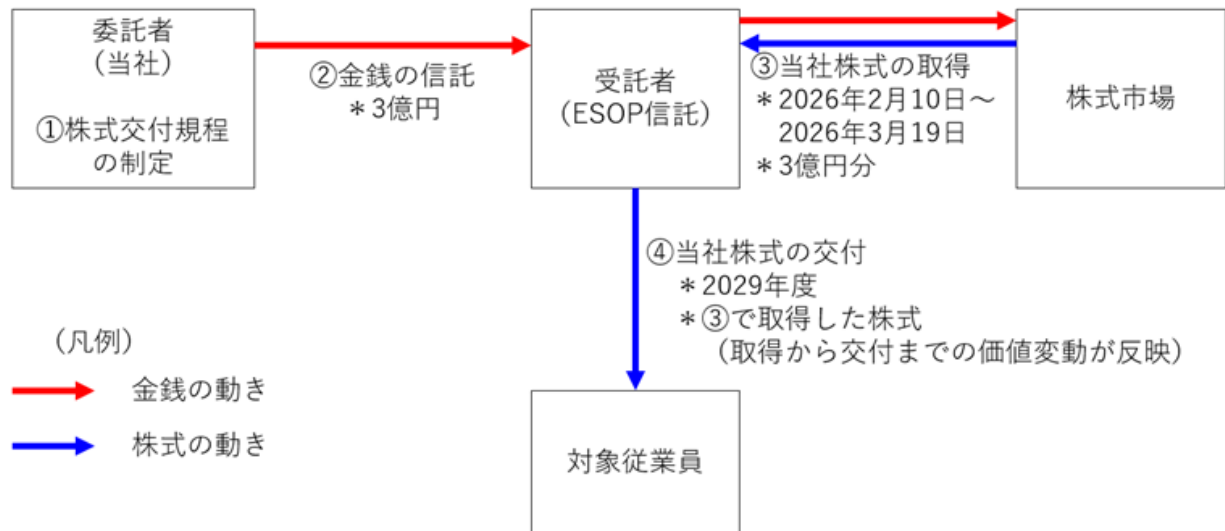 委託者
(当社)
①株式交付規程
の制定
②金銭の信託
＊3億円
受託者
(ESOP信託)
③当社株式の取得
＊2026年2月10日～
2026年3月19日
＊3億円分
株式市場
④当社株式の交付
＊2029年度
＊③で取得した株式
(取得から交付までの価値変動が反映)
(凡例)
金銭の動き
株式の動き
対象従業員